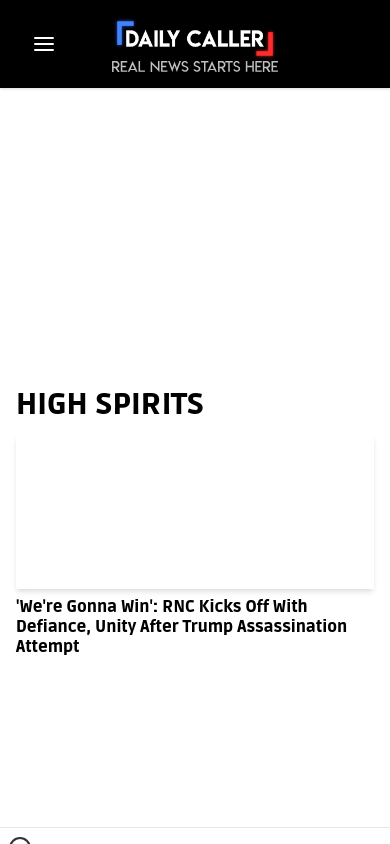 DAILY CALLER
REAL NEWS STARTS HERE
HIGH SPIRITS
'We're Gonna Win': RNC Kicks Off With
Defiance, Unity After Trump Assassination
Attempt